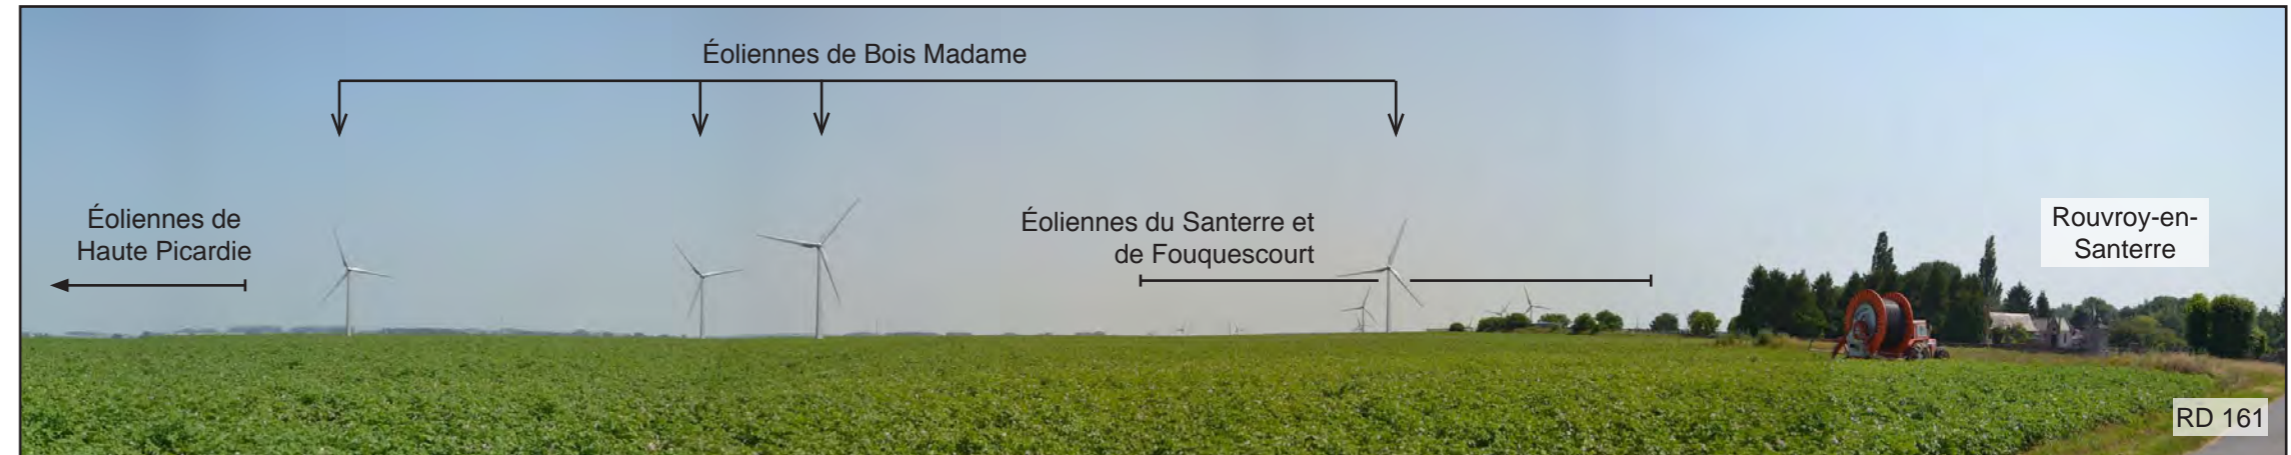 Éoliennes de Bois Madame
Éoliennes de
Haute Picardie
Éoliennes du Santerre et
de Fouquescourt
Rouvroy-en-
Santerre
RD 161